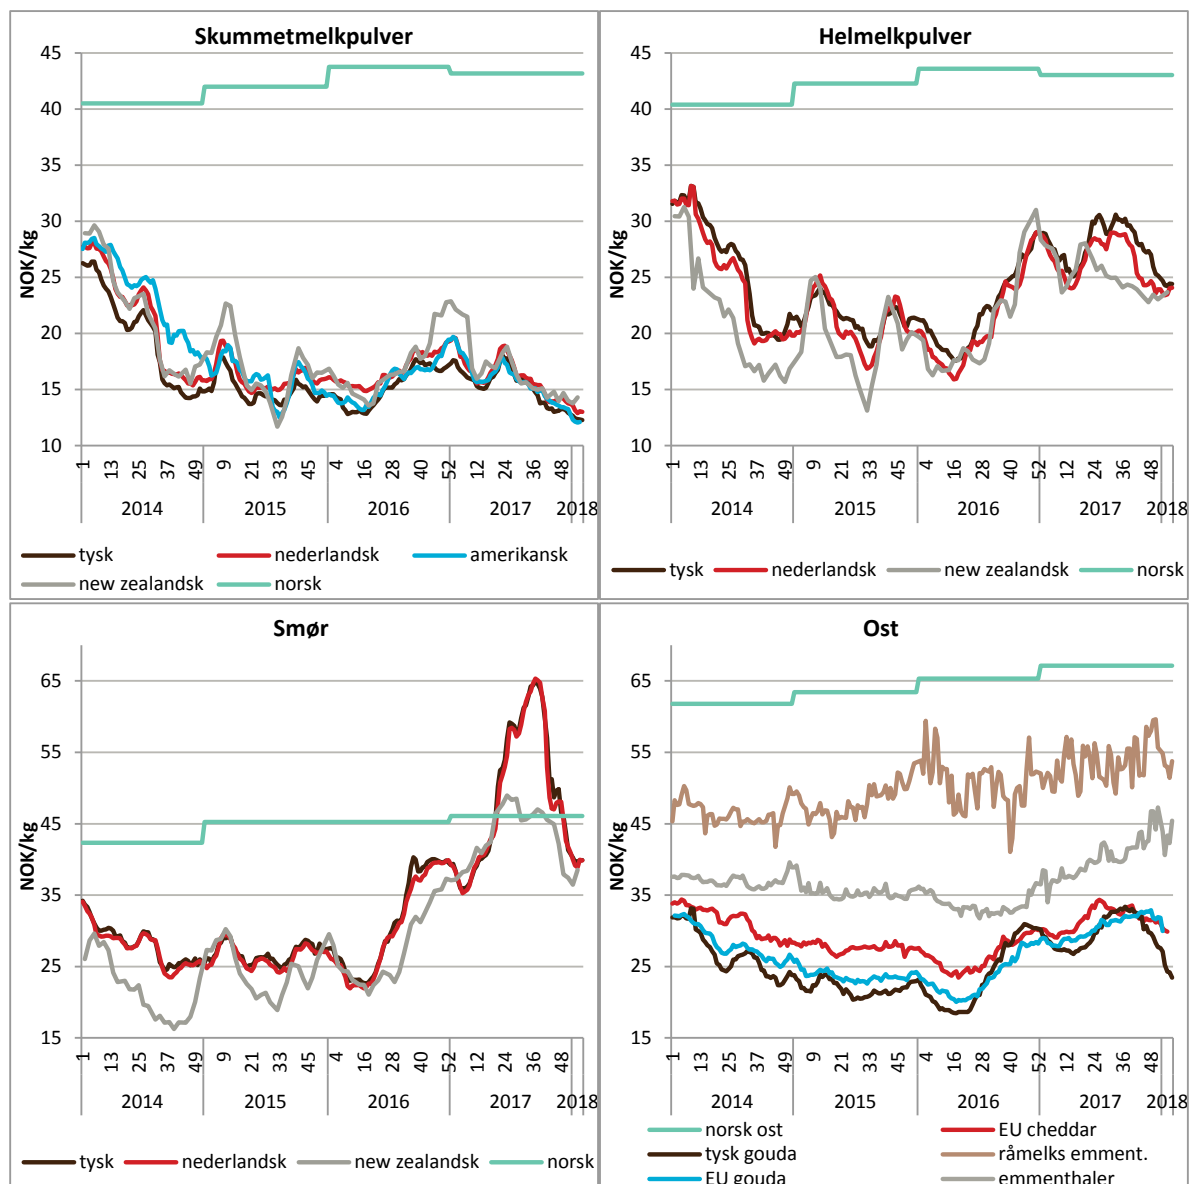 Skummetmelkpulver
45
40
35
30
25
20
15
10
NOK/kg
1 13 25 37 49 9 21 33 45 4 16 28 40 52 12 24 36 48
2014 2015 2016 2017 2018
tysk nederlandsk amerikansk
new zealandsk norsk
Helmelkpulver
45
40
35
30
25
20
15
10
NOK/kg
1 13 25 37 49 9 21 33 45 4 16 28 40 52 12 24 36 48
2014 2015 2016 2017 2018
tysk nederlandsk new zealandsk norsk
Smør
65
55
45
35
25
15
NOK/kg
1 13 25 37 49 9 21 33 45 4 16 28 40 52 12 24 36 48
2014 2015 2016 2017 2018
tysk nederlandsk new zealandsk norsk
Ost
65
55
45
35
25
15
NOK/kg
1 13 25 37 49 9 21 33 45 4 16 28 40 52 12 24 36 48
2014 2015 2016 2017 2018
norsk ost EU cheddar
tysk gouda råmelks emment.
EU gouda emmenthaler